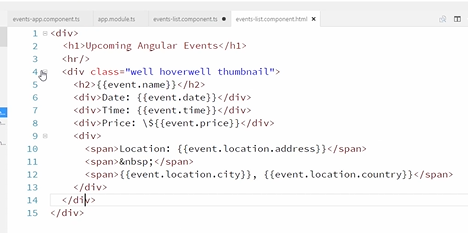 events-app.component.ts app.module.ts events-list.component.ts events-list.component.html
1 <div>
2 <h1>Upcoming Angular Events</h1>
3 <hr/>
4 <div class="well hoverwell thumbnail">
5 <h2>{{event.name}}</h2>
6 <div>Date: {{event.date}}</div>
7 <div>Time: {{event.time}}</div>
8 <div>Price: \${{event.price}}</div>
9 <div>
10 <span>Location: {{event.location.address}}</span>
11 <span>&nbsp;</span>
12 <span>{{event.location.city}}, {{event.location.country}}</span>
13 </div>
14 </div>
15 </div>